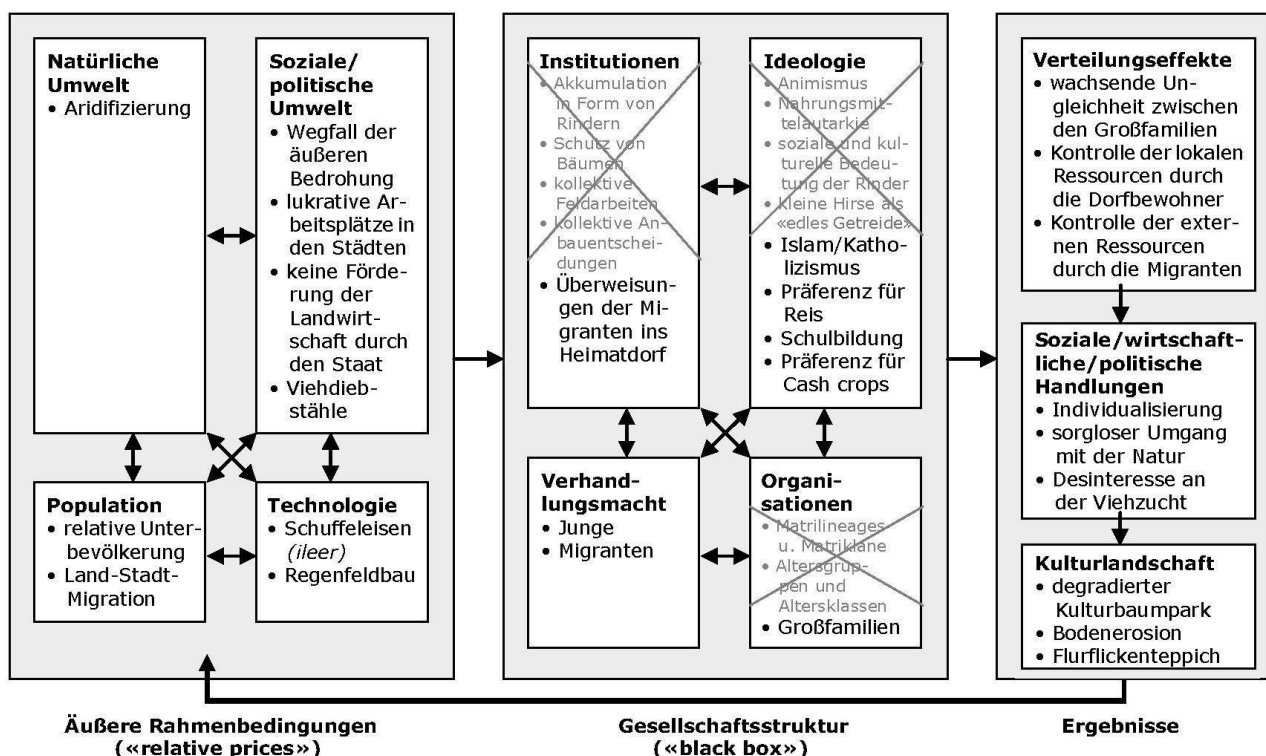 Natürliche
Umwelt
• Aridifizierung
Soziale/
politische
Umwelt
• Wegfall der
äußeren
Bedrohung
• lukrative Ar-
beitsplätze in
den Städten
• keine Förde-
rung der
Landwirt-
schaft durch
den Staat
• Viehdieb-
stähle
Population
• relative Unter-
bevölkerung
• Land-Stadt-
Migration
Technologie
• Schuffeleisen
(ileer)
• Regenfeldbau
Äußere Rahmenbedingungen
(«relative prices»)
Institutionen
• Akkumulation
in Form von
Rindern
• Schutz von
Bäumen
• kollektive
Feldarbeiten
• kollektive An-
bauentschei-
dungen
• Überweisun-
gen der Mi-
granten ins
Heimatdorf
Ideologie
• Animismus
• Nahrungsmit-
telautarkie
• soziale und kul-
turelle Bedeu-
tung der Rinder
• kleine Hirse als
«edles Getreide»
• Islam/Katho-
lizismus
• Präferenz für
Reis
• Schulbildung
• Präferenz für
Cash crops
Verhand-
lungsmacht
• Junge
• Migranten
Organi-
sationen
• Matrilineages
u. Matriklane
• Altersgrup-
pen und
Altersklassen
• Großfamilien
Gesellschaftsstruktur
(«black box»)
Verteilungseffekte
• wachsende Un-
gleichheit zwischen
den Großfamilien
• Kontrolle der lokalen
Ressourcen durch
die Dorfbewohner
• Kontrolle der exter-
nen Ressourcen
durch die Migranten
Soziale/wirtschaft-
liche/politische
Handlungen
• Individualisierung
• sorgloser Umgang
mit der Natur
• Desinteresse an
der Viehzucht
Kulturlandschaft
• degradierter
Kulturbaumpark
• Bodenerosion
• Flurflickenteppich
Ergebnisse